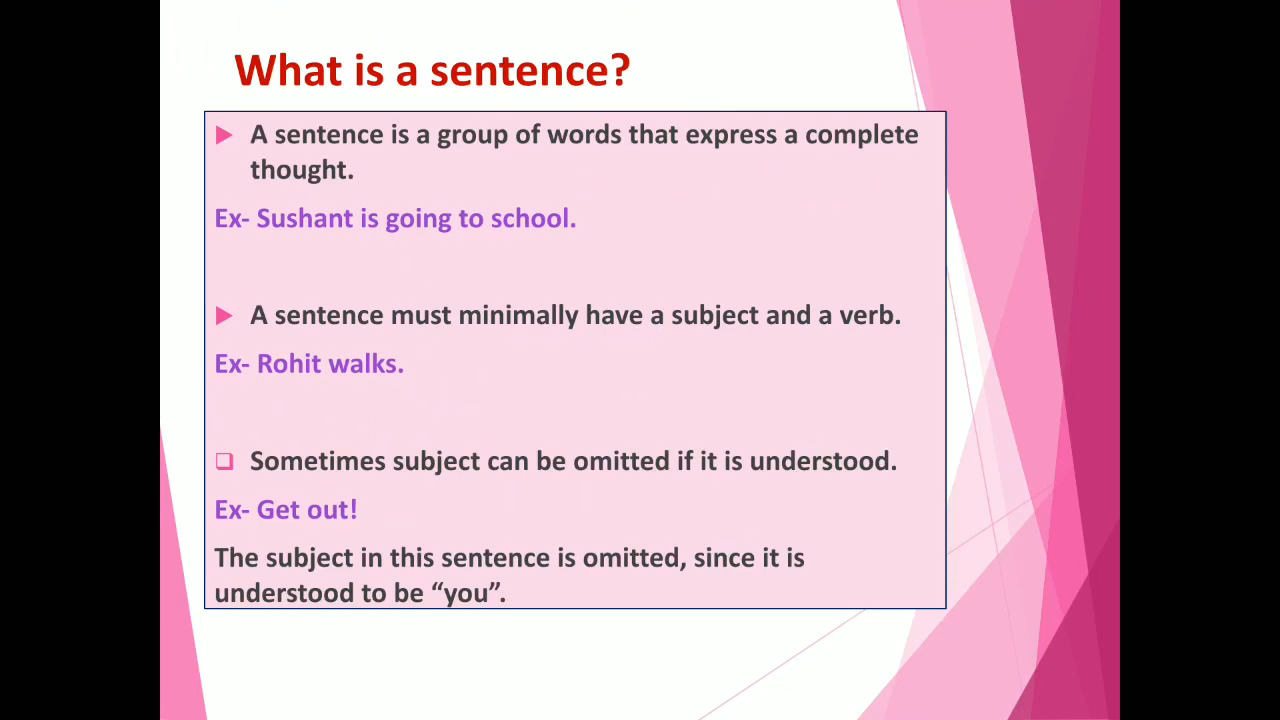 What is a sentence?
A sentence is a group of words that express a complete
thought.
Ex- Sushant is going to school.
A sentence must minimally have a subject and a verb.
Ex- Rohit walks.
Sometimes subject can be omitted if it is understood.
Ex- Get out!
The subject in this sentence is omitted, since it is
understood to be “you”.